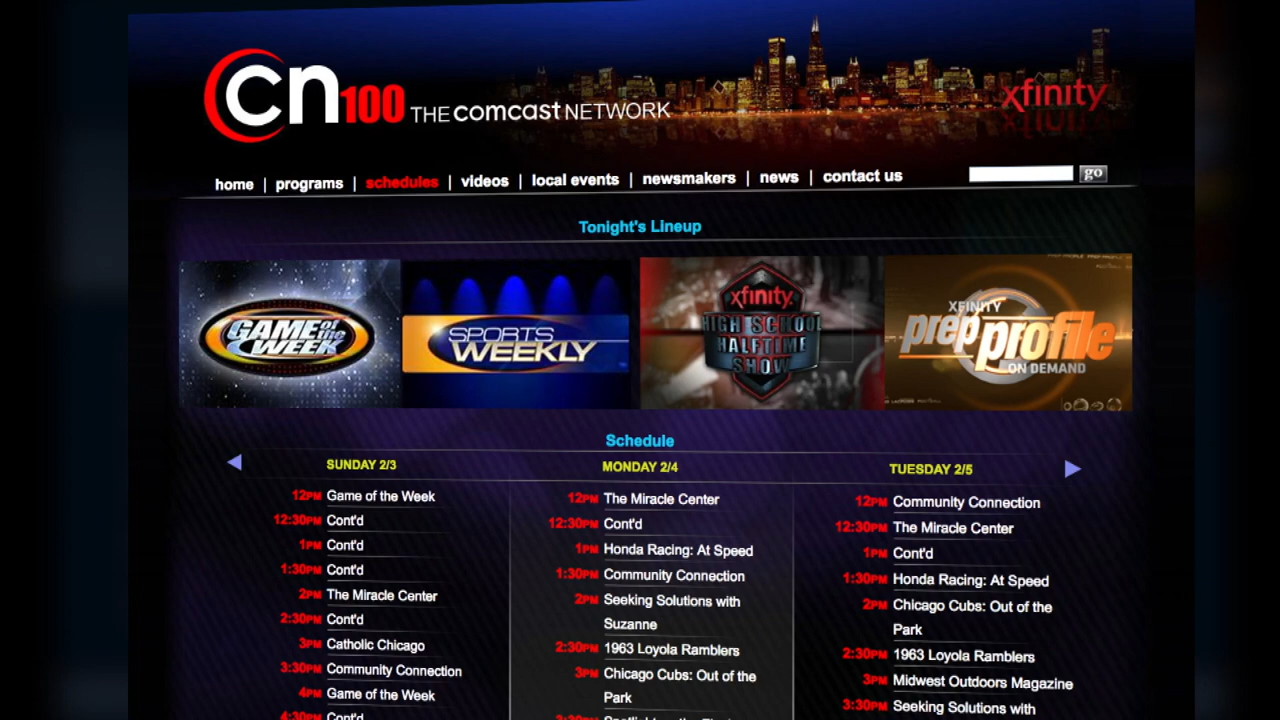 cn100 THE comcast NETWORK
xfinity
home | programs | schedules | videos | local events | newsmakers | news | contact us
go
Tonight's Lineup
GAME of the WEEK
SPORTS WEEKLY
xfinity
HIGH SCHOOL
HALFTIME
SHOW
XFINITY
prep profile
ON DEMAND
Schedule
SUNDAY 2/3
12PM Game of the Week
12:30PM Cont'd
1PM Cont'd
1:30PM Cont'd
2PM The Miracle Center
2:30PM Cont'd
3PM Catholic Chicago
3:30PM Community Connection
4PM Game of the Week
4:30PM Cont'd
MONDAY 2/4
12PM The Miracle Center
12:30PM Cont'd
1PM Honda Racing: At Speed
1:30PM Community Connection
2PM Seeking Solutions with
Suzanne
2:30PM 1963 Loyola Ramblers
3PM Chicago Cubs: Out of the
Park
TUESDAY 2/5
12PM Community Connection
12:30PM The Miracle Center
1PM Cont'd
1:30PM Honda Racing: At Speed
2PM Chicago Cubs: Out of the
Park
2:30PM 1963 Loyola Ramblers
3PM Midwest Outdoors Magazine
3:30PM Seeking Solutions with